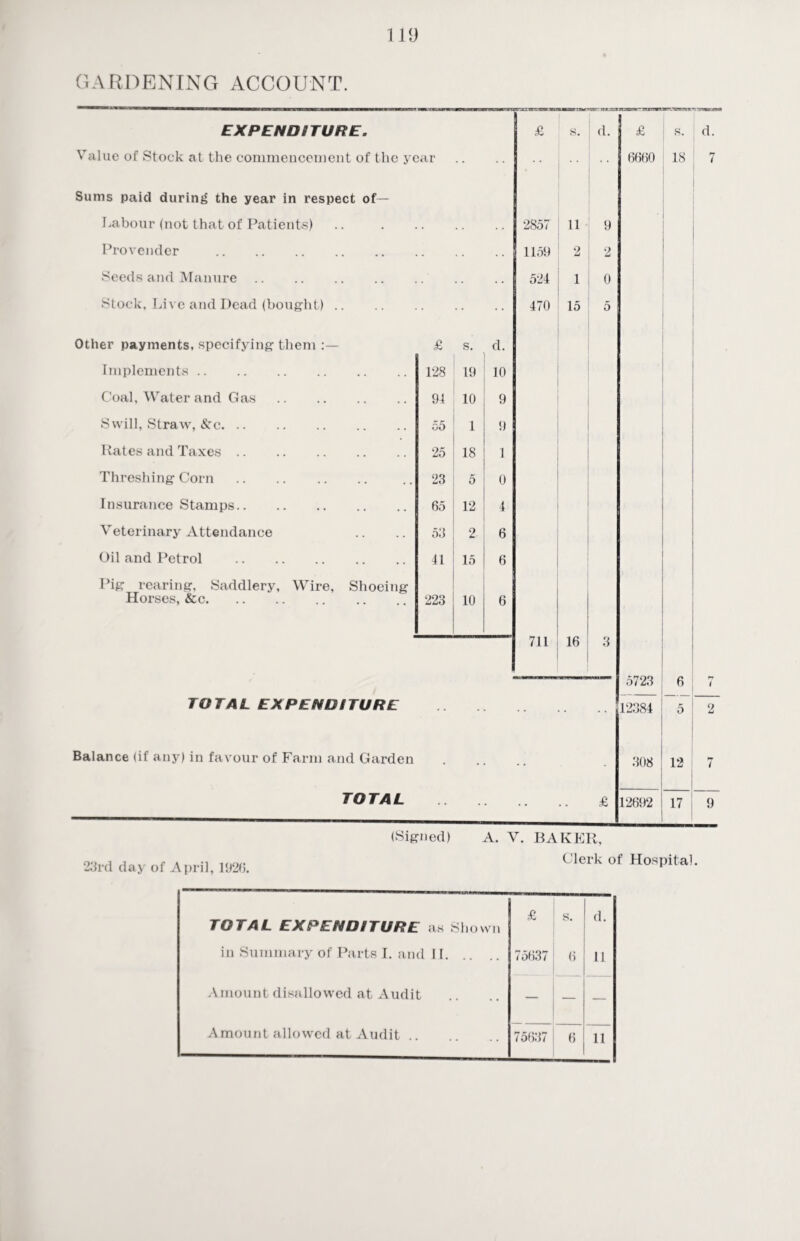 119
GARDENING ACCOUNT.
EXPENDITURE. £ s. d. £ s. d.
Value of Stock at the commencement of the year .. .. .. .. .. 6660 18 7
Sums paid during the year in respect of—
Labour (not that of Patients) .. . .. .. .. 2857 11 9
Provender .. .. .. .. .. .. .. .. 1159 2 2
Seeds and Manure .. .. .. .. .. .. .. 524 1 0
Stock, Live and Dead (bought) .. .. .. .. .. 470 15 5
Other payments, specifying them :— £ s. d.
Implements .. .. .. .. .. .. 128 19 10
Coal, Water and Gas .. .. .. .. 94 10 9
Swill, Straw, &c. .. .. .. .. .. 55 1 9
Rates and Taxes .. .. .. .. .. 25 18 1
Threshing Corn .. .. .. .. .. 23 5 0
Insurance Stamps.. .. .. .. .. 65 12 4
Veterinary Attendance .. .. 53 2 6
Oil and Petrol .. .. .. .. .. 41 15 6
Pig rearing, Saddlery, Wire, Shoeing
Horses, &c. .. .. .. .. .. 223 10 6
711 16 3
5723 6 7
TOTAL EXPENDITURE .. .. .. .. .. 12384 5 2
Balance (if any) in favour of Farm and Garden . .. .. . 308 12 7
TOTAL .. .. .. .. £ 12692 17 9
(Signed) A. V. BAKER,
Clerk of Hospital.
23rd day of April, 1926.
TOTAL EXPENDITURE as Shown £ s. d.
in Summary of Parts I. and II. .. .. 75637 6 11
Amount disallowed at Audit .. .. — — —
Amount allowed at Audit .. .. .. 75637 6 11